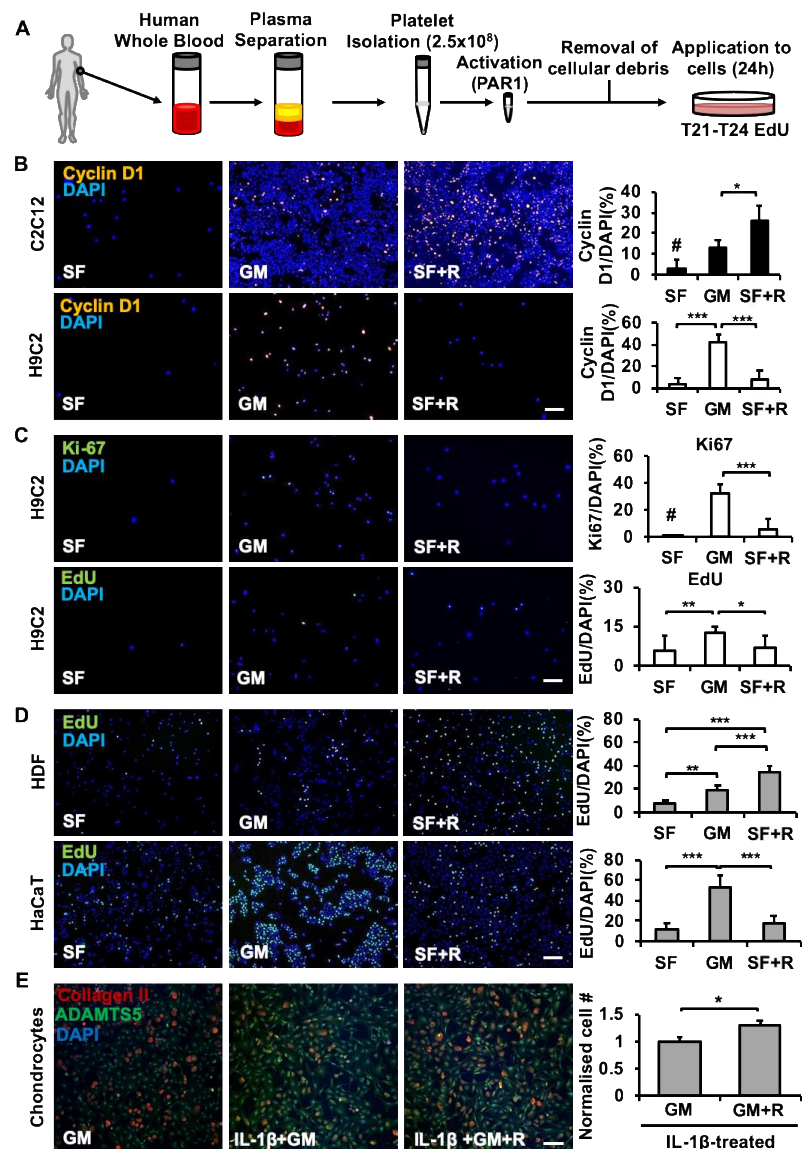 A
Human
Whole Blood
Plasma
Separation
Platelet
Isolation (2.5x10⁸)
Activation
(PAR1)
Removal of
cellular debris
Application to
cells (24h)
T21-T24 EdU
B
C2C12
Cyclin D1
DAPI
SF
GM
SF+R
Cyclin
D1/DAPI(%)
40
30
20
10
0
#
*
SF
GM
SF+R
H9C2
Cyclin D1
DAPI
SF
GM
SF+R
Cyclin
D1/DAPI(%)
60
40
20
0
***
***
SF
GM
SF+R
C
H9C2
Ki-67
DAPI
SF
GM
SF+R
Ki67
Ki67/DAPI(%)
60
40
20
0
#
***
SF
GM
SF+R
H9C2
EdU
DAPI
SF
GM
SF+R
EdU
EdU/DAPI(%)
30
15
0
**
*
SF
GM
SF+R
D
HDF
EdU
DAPI
SF
GM
SF+R
EdU/DAPI(%)
80
60
40
20
0
***
***
**
SF
GM
SF+R
HaCaT
EdU
DAPI
SF
GM
SF+R
EdU/DAPI(%)
80
60
40
20
0
***
***
SF
GM
SF+R
E
Chondrocytes
Collagen II
ADAMTS5
DAPI
GM
IL-1β+GM
IL-1β +GM+R
Normalised cell #
1.5
1
0.5
0
*
GM
GM+R
IL-1β-treated